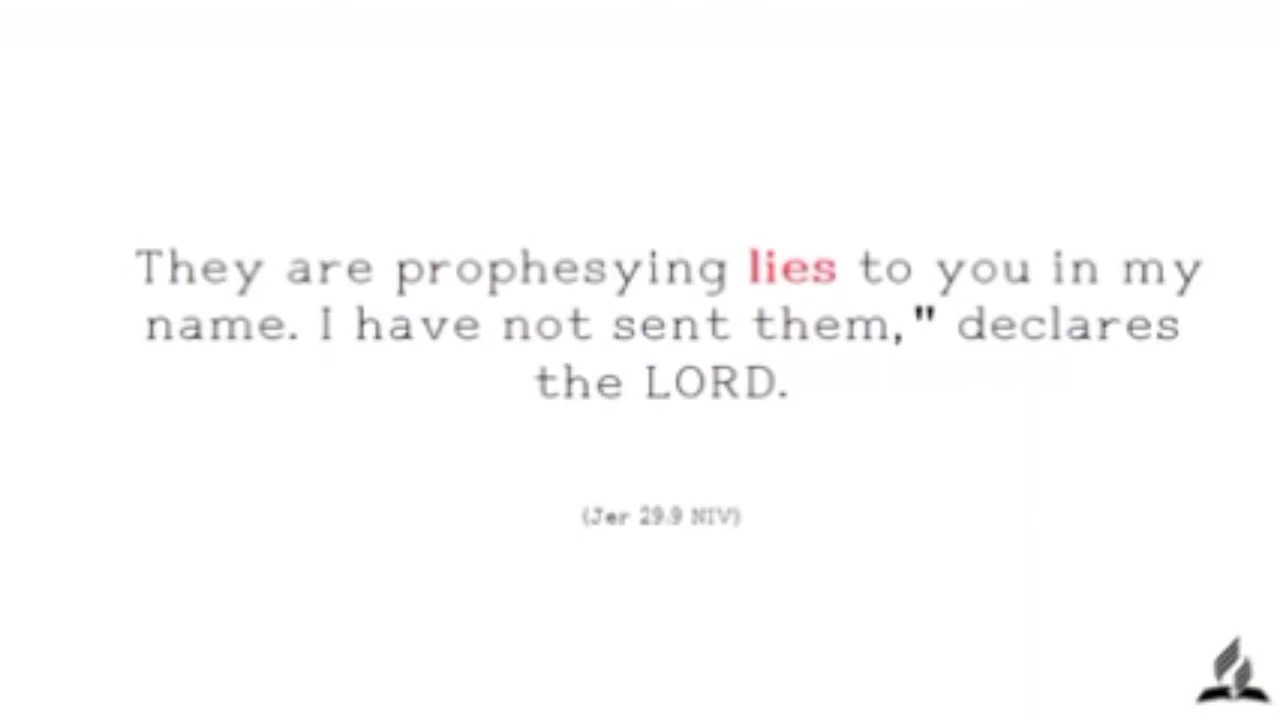 They are prophesying lies to you in my
name. I have not sent them," declares
the LORD.
(Jer 29:9 NIV)